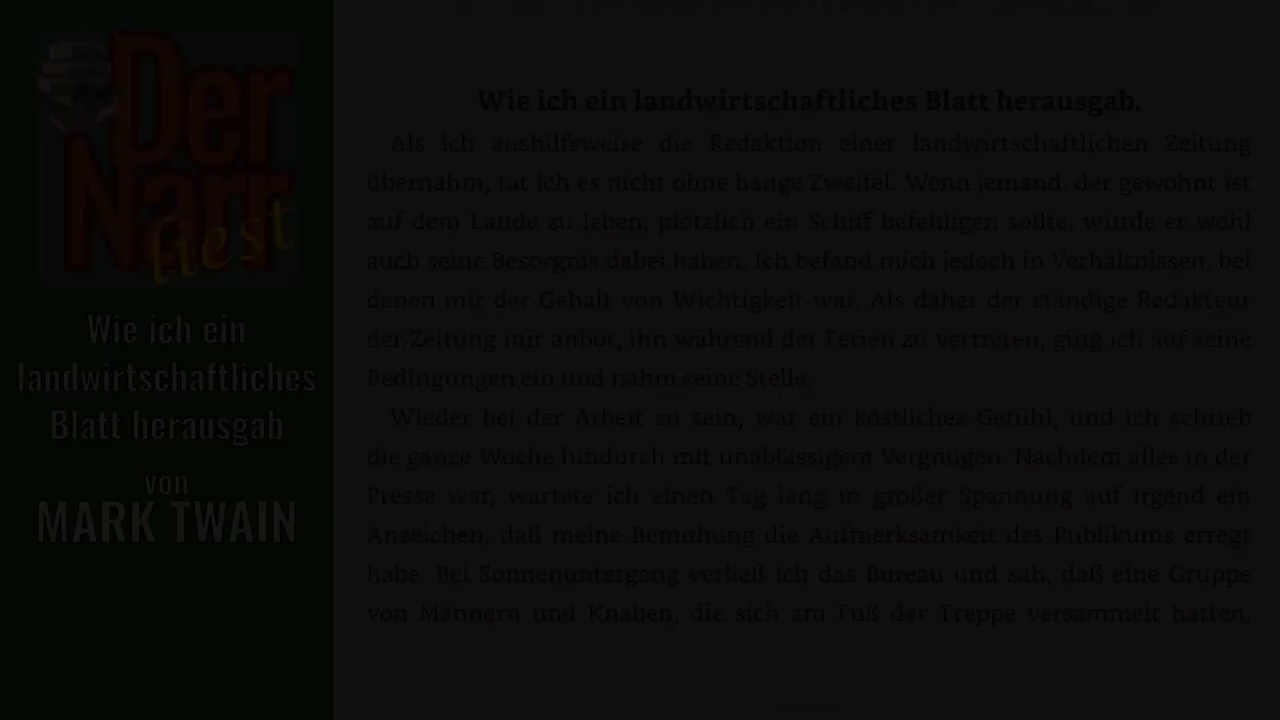 Der
Narr
liest
Wie ich ein
landwirtschaftliches
Blatt herausgab
von
MARK TWAIN
Wie ich ein landwirtschaftliches Blatt herausgab.
Als ich aushilfsweise die Redaktion einer landwirtschaftlichen Zeitung
übernahm, tat ich es nicht ohne bange Zweifel. Wenn jemand, der gewohnt ist
auf dem Lande zu leben, plötzlich ein Schiff befehligen sollte, würde er wohl
auch seine Besorgnis dabei haben. Ich befand mich jedoch in Verhältnissen, bei
denen mir der Gehalt von Wichtigkeit war. Als daher der ständige Redakteur
der Zeitung mir anbot, ihn während der Ferien zu vertreten, ging ich auf seine
Bedingungen ein und nahm seine Stelle.
Wieder bei der Arbeit zu sein, war ein köstliches Gefühl, und ich schrieb
die ganze Woche hindurch mit unablässigem Vergnügen. Nachdem alles in der
Presse war, wartete ich einen Tag lang in großer Spannung auf irgend ein
Anzeichen, daß meine Bemühung die Aufmerksamkeit des Publikums erregt
habe. Bei Sonnenuntergang verließ ich das Bureau und sah, daß eine Gruppe
von Männern und Knaben, die sich am Fuß der Treppe versammelt hatten,